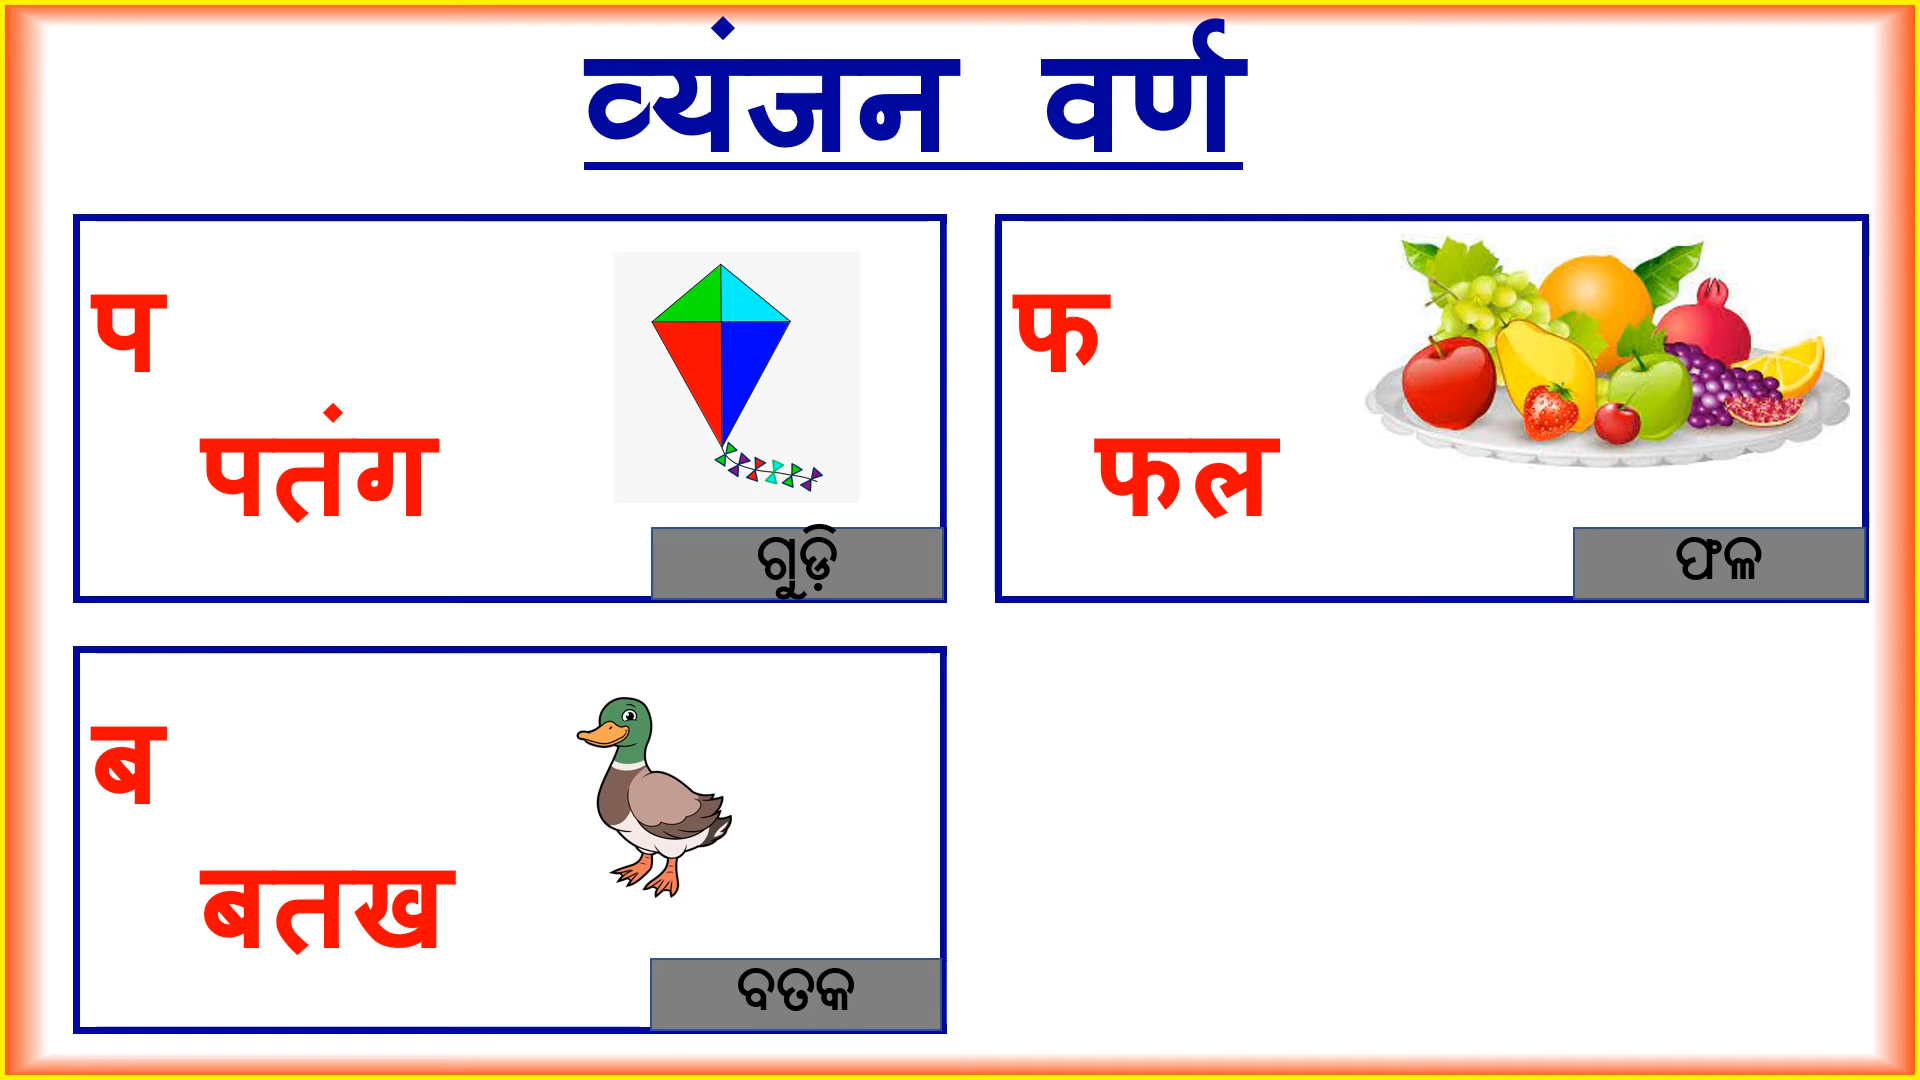 व्यंजन वर्ण
प
पतंग
ଗୁଡ଼ି
फ
फल
ଫଳ
ब
बतख
ବତକ